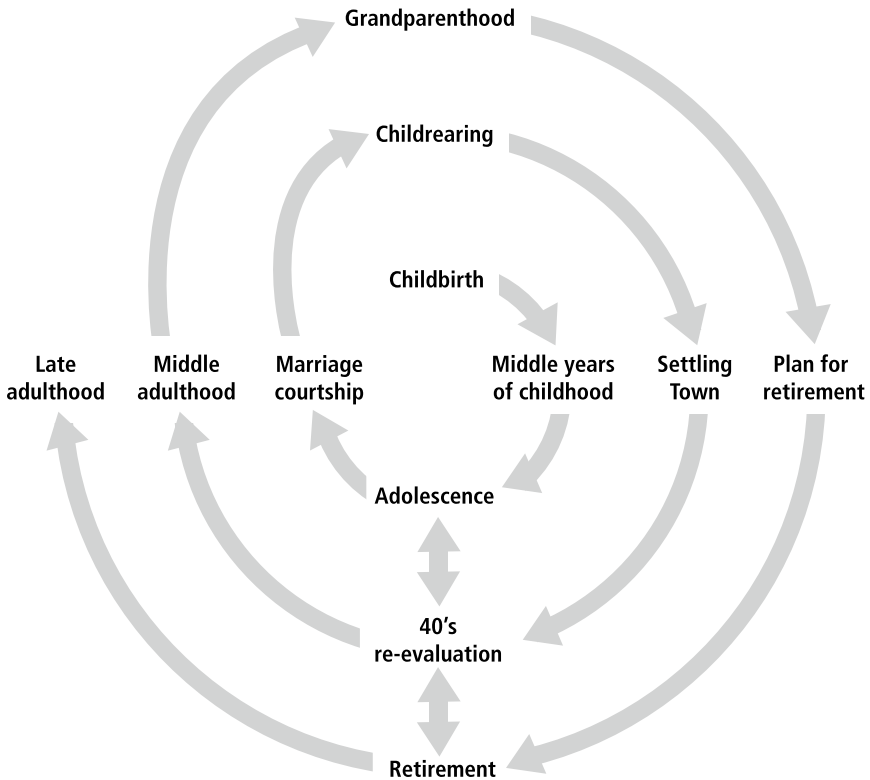 Grandparenthood
Childrearing
Childbirth
Late
adulthood
Middle
adulthood
Marriage
courtship
Middle years
of childhood
Settling
Town
Plan for
retirement
Adolescence
40's
re-evaluation
Retirement